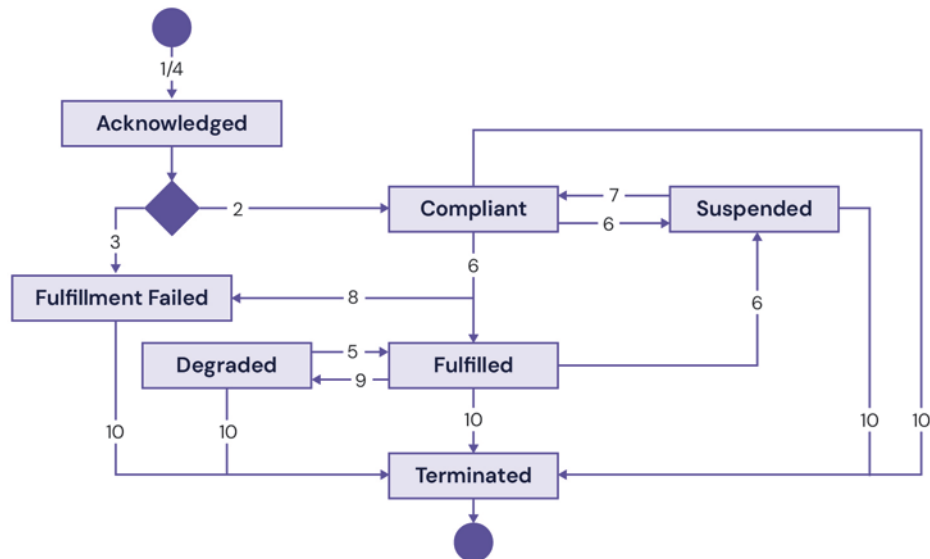 1/4
Acknowledged
2
7
Compliant
Suspended
6
3
6
Fulfillment Failed
8
6
Degraded
5
Fulfilled
9
10
10
10
10
10
Terminated